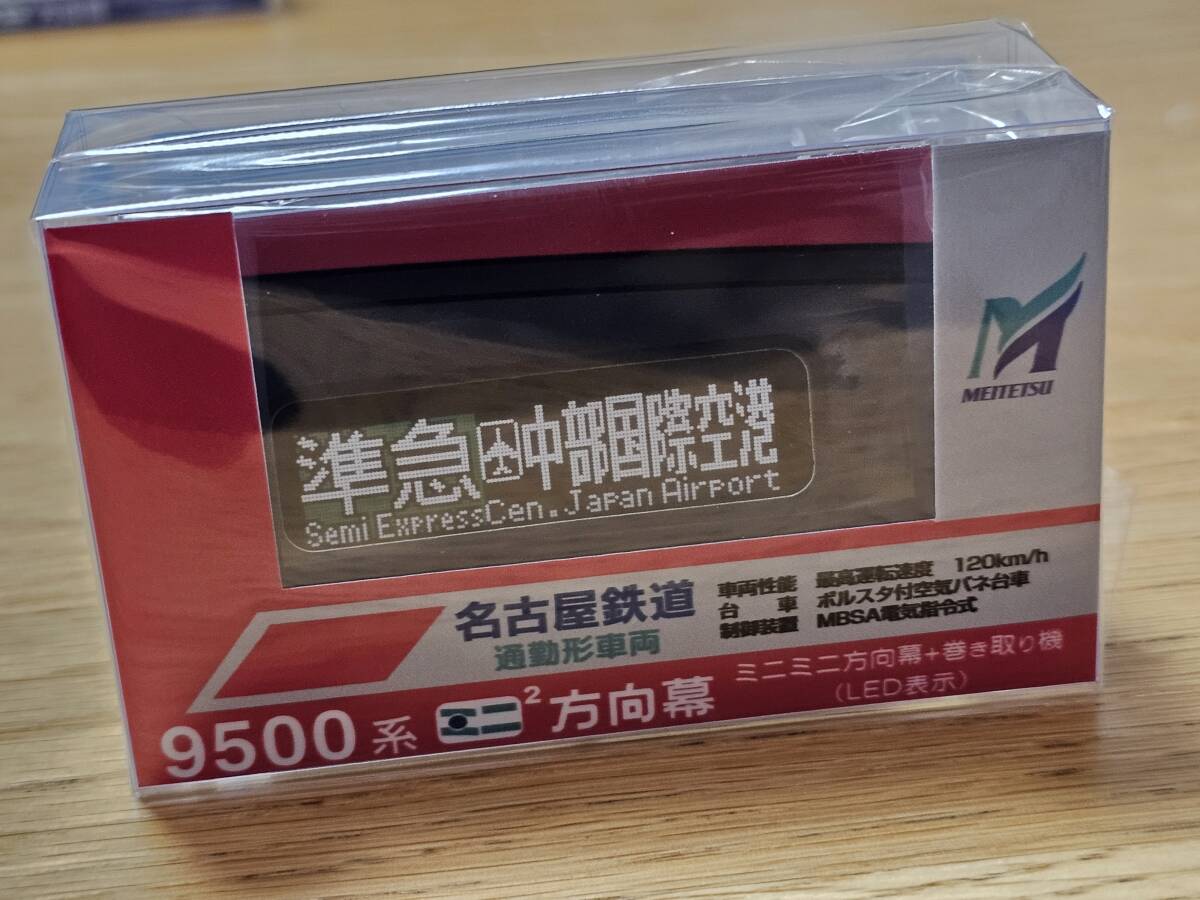 MEITETSU
準急 中部国際空港
Semi Express Cen. Japan Airport
名古屋鉄道
通勤形車両
車両性能 最高運転速度 120km/h
台車 ボルスタ付空気バネ台車
制御装置 MBSA電気指令式
9500系 ミニ²方向幕
ミニミニ方向幕+巻き取り機
(LED表示)